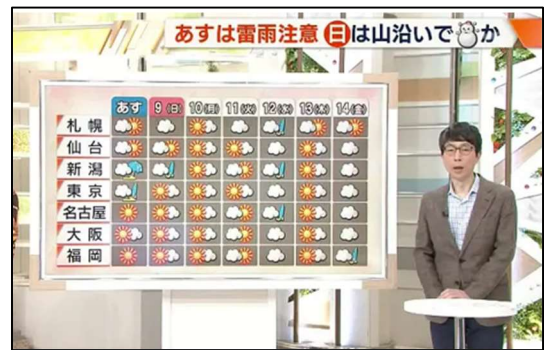 あすは雷雨注意 日は山沿いで⛄か
あす 9(日) 10(月) 11(火) 12(水) 13(木) 14(金)
札幌
仙台
新潟
東京
名古屋
大阪
福岡